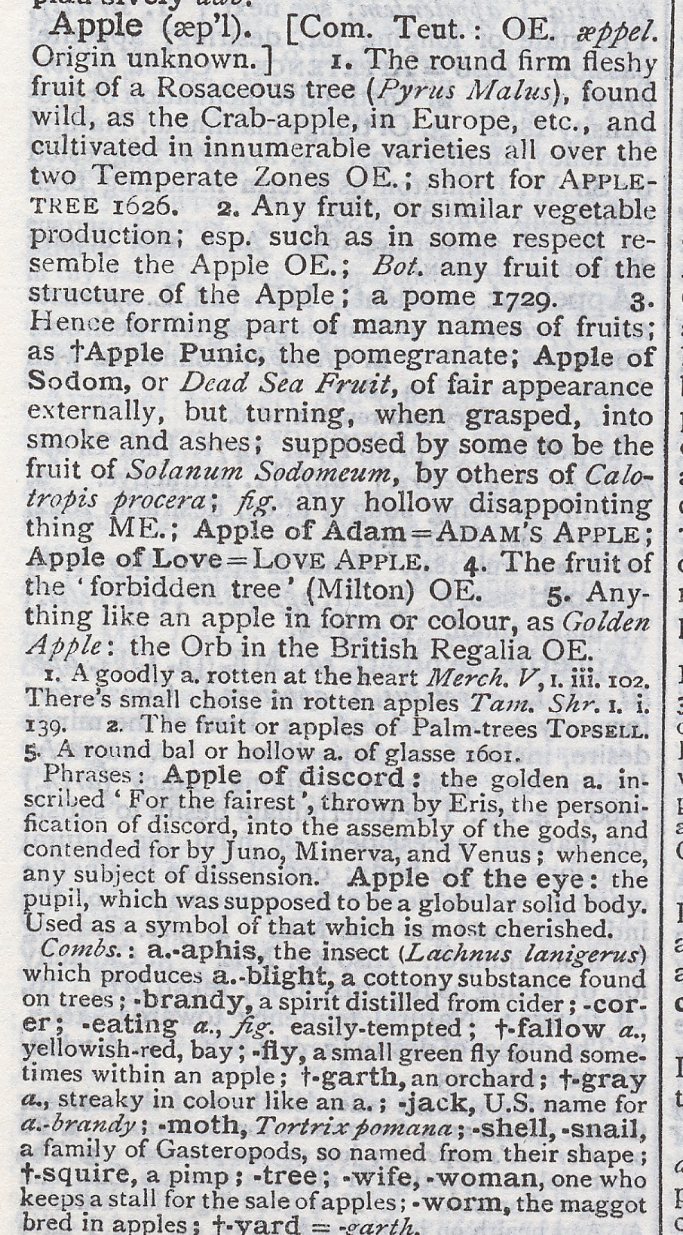 Apple (æp'l). [Com. Teut.: OE. æppel.
Origin unknown.] 1. The round firm fleshy
fruit of a Rosaceous tree (Pyrus Malus), found
wild, as the Crab-apple, in Europe, etc., and
cultivated in innumerable varieties all over the
two Temperate Zones OE.; short for APPLE-
TREE 1626. 2. Any fruit, or similar vegetable
production; esp. such as in some respect re-
semble the Apple OE.; Bot. any fruit of the
structure of the Apple; a pome 1729. 3.
Hence forming part of many names of fruits;
as †Apple Punic, the pomegranate; Apple of
Sodom, or Dead Sea Fruit, of fair appearance
externally, but turning, when grasped, into
smoke and ashes; supposed by some to be the
fruit of Solanum Sodomeum, by others of Calo-
tropis procera; fig. any hollow disappointing
thing ME.; Apple of Adam=ADAM'S APPLE;
Apple of Love=LOVE APPLE. 4. The fruit of
the ‘forbidden tree’ (Milton) OE. 5. Any-
thing like an apple in form or colour, as Golden
Apple: the Orb in the British Regalia OE.
1. A goodly a. rotten at the heart Merch. V, I. iii. 102.
There's small choise in rotten apples Tam. Shr. I. i.
139. 2. The fruit or apples of Palm-trees TOPSELL.
5. A round bal or hollow a. of glasse 1601.
Phrases: Apple of discord: the golden a. in-
scribed ‘For the fairest’, thrown by Eris, the personi-
fication of discord, into the assembly of the gods, and
contended for by Juno, Minerva, and Venus; whence,
any subject of dissension. Apple of the eye: the
pupil, which was supposed to be a globular solid body.
Used as a symbol of that which is most cherished.
Combs.: a.-aphis, the insect (Lachnus lanigerus)
which produces a.-blight, a cottony substance found
on trees; -brandy, a spirit distilled from cider; -cor-
er; -eating a., fig. easily-tempted; †-fallow a.,
yellowish-red, bay; -fly, a small green fly found some-
times within an apple; †-garth, an orchard; †-gray
a., streaky in colour like an a.; -jack, U.S. name for
a.-brandy; -moth, Tortrix pomana; -shell, -snail,
a family of Gasteropods, so named from their shape;
†-squire, a pimp; -tree; -wife, -woman, one who
keeps a stall for the sale of apples; -worm, the maggot
bred in apples; †-yard = -garth.